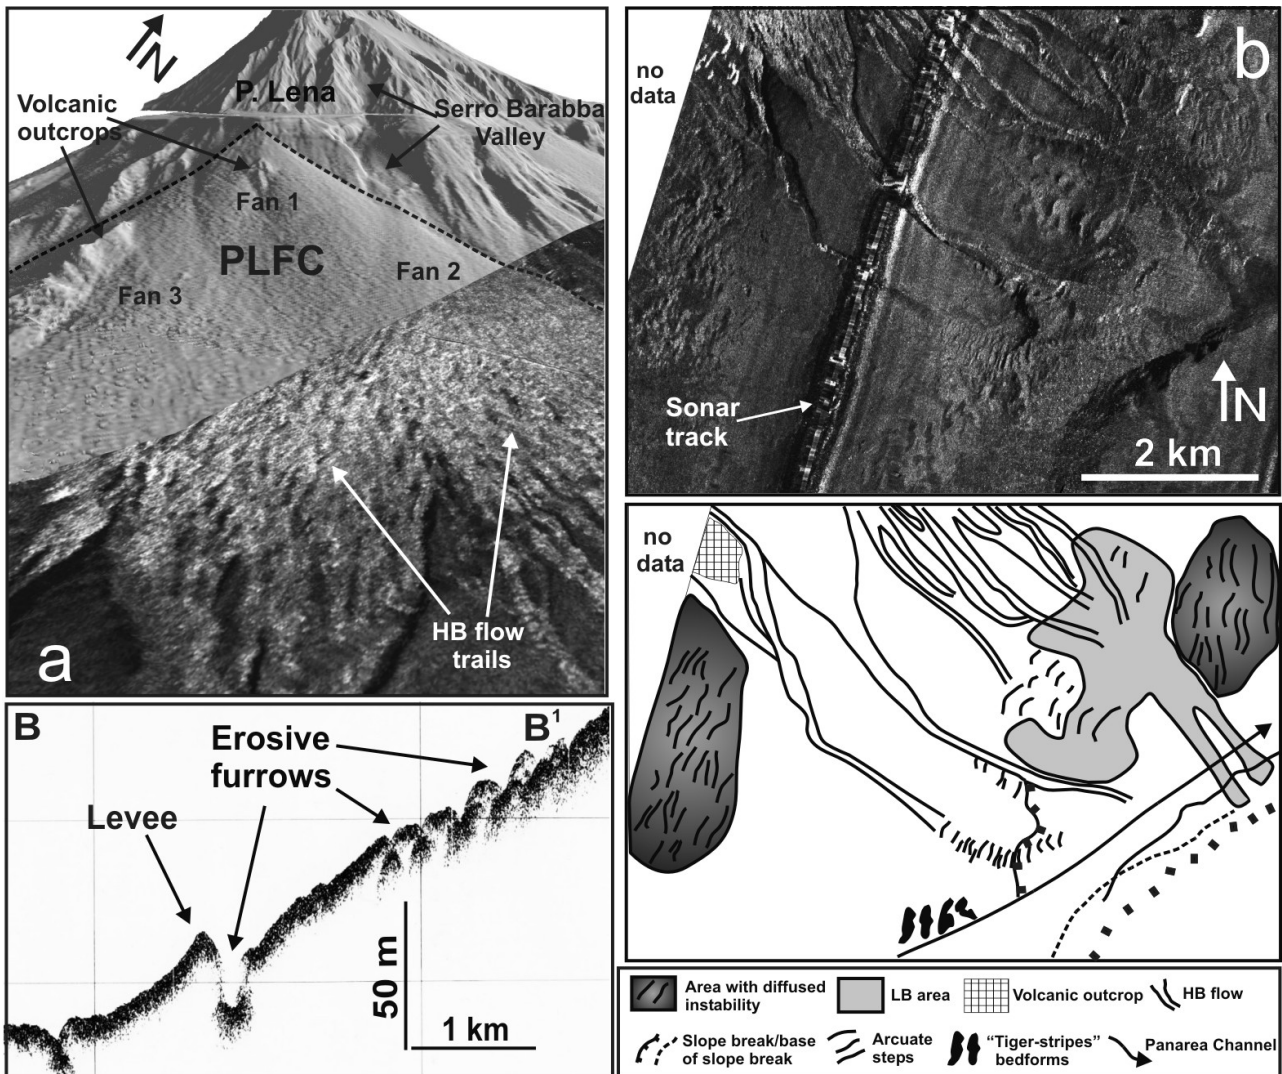 N
Volcanic
outcrops
P. Lena
Serro Barabba
Valley
Fan 1
PLFC
Fan 2
Fan 3
HB flow
trails
a
no
data
b
Sonar
track
N
2 km
no
data
B
B1
Erosive
furrows
Levee
50 m
1 km
Area with diffused
instability
LB area
Volcanic outcrop
HB flow
Slope break/base
of slope break
Arcuate
steps
“Tiger-stripes”
bedforms
Panarea Channel